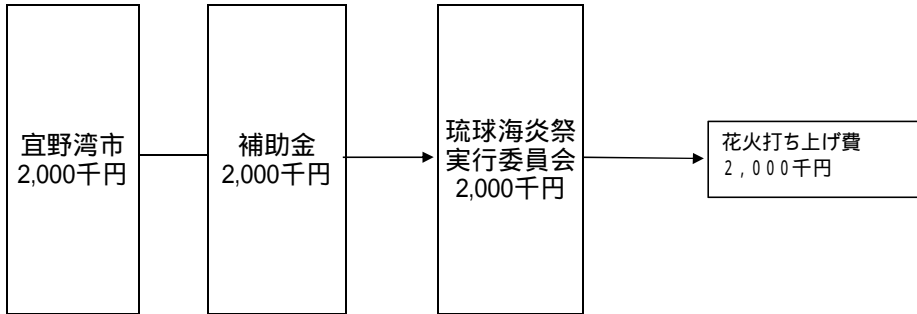 宜野湾市
2,000千円
補助金
2,000千円
琉球海炎祭
実行委員会
2,000千円
花火打ち上げ費
２,０００千円